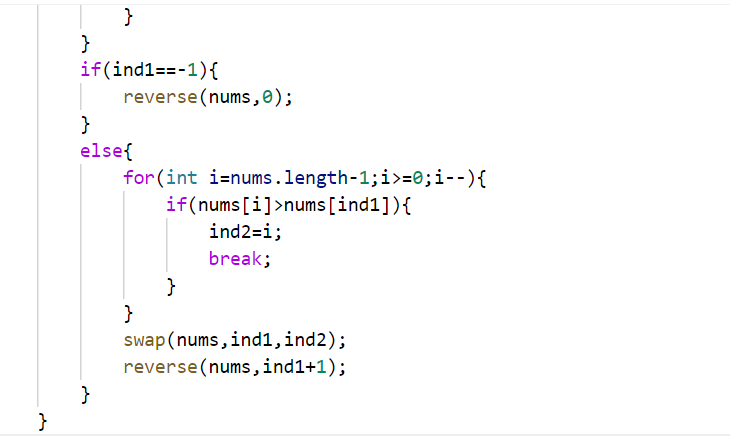 }
}
if(ind1==-1){
reverse(nums,0);
}
else{
for(int i=nums.length-1;i>=0;i--){
if(nums[i]>nums[ind1]){
ind2=i;
break;
}
}
swap(nums,ind1,ind2);
reverse(nums,ind1+1);
}
}